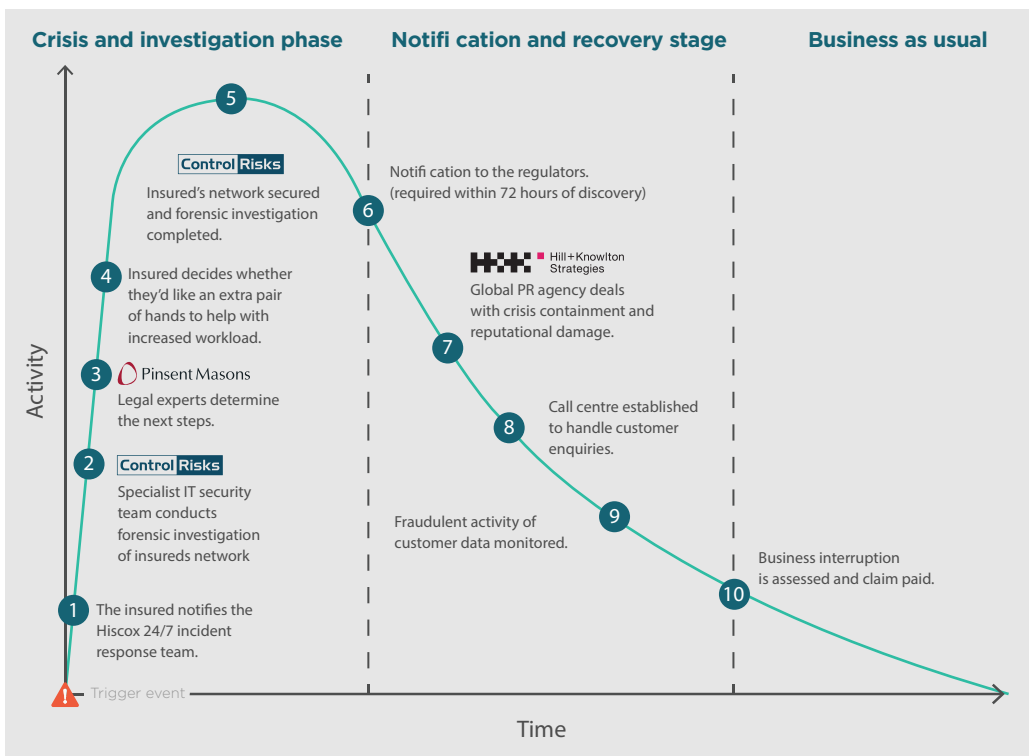 Crisis and investigation phase
Notifi cation and recovery stage
Business as usual
Activity
5
Control Risks
Insured's network secured
and forensic investigation
completed.
4
Insured decides whether
they'd like an extra pair
of hands to help with
increased workload.
3
Pinsent Masons
Legal experts determine
the next steps.
2
Control Risks
Specialist IT security
team conducts
forensic investigation
of insureds network
1
The insured notifies the
Hiscox 24/7 incident
response team.
Trigger event
6
Notifi cation to the regulators.
(required within 72 hours of discovery)
Hill+Knowlton
Strategies
Global PR agency deals
with crisis containment and
reputational damage.
7
8
Call centre established
to handle customer
enquiries.
9
Fraudulent activity of
customer data monitored.
10
Business interruption
is assessed and claim paid.
Time